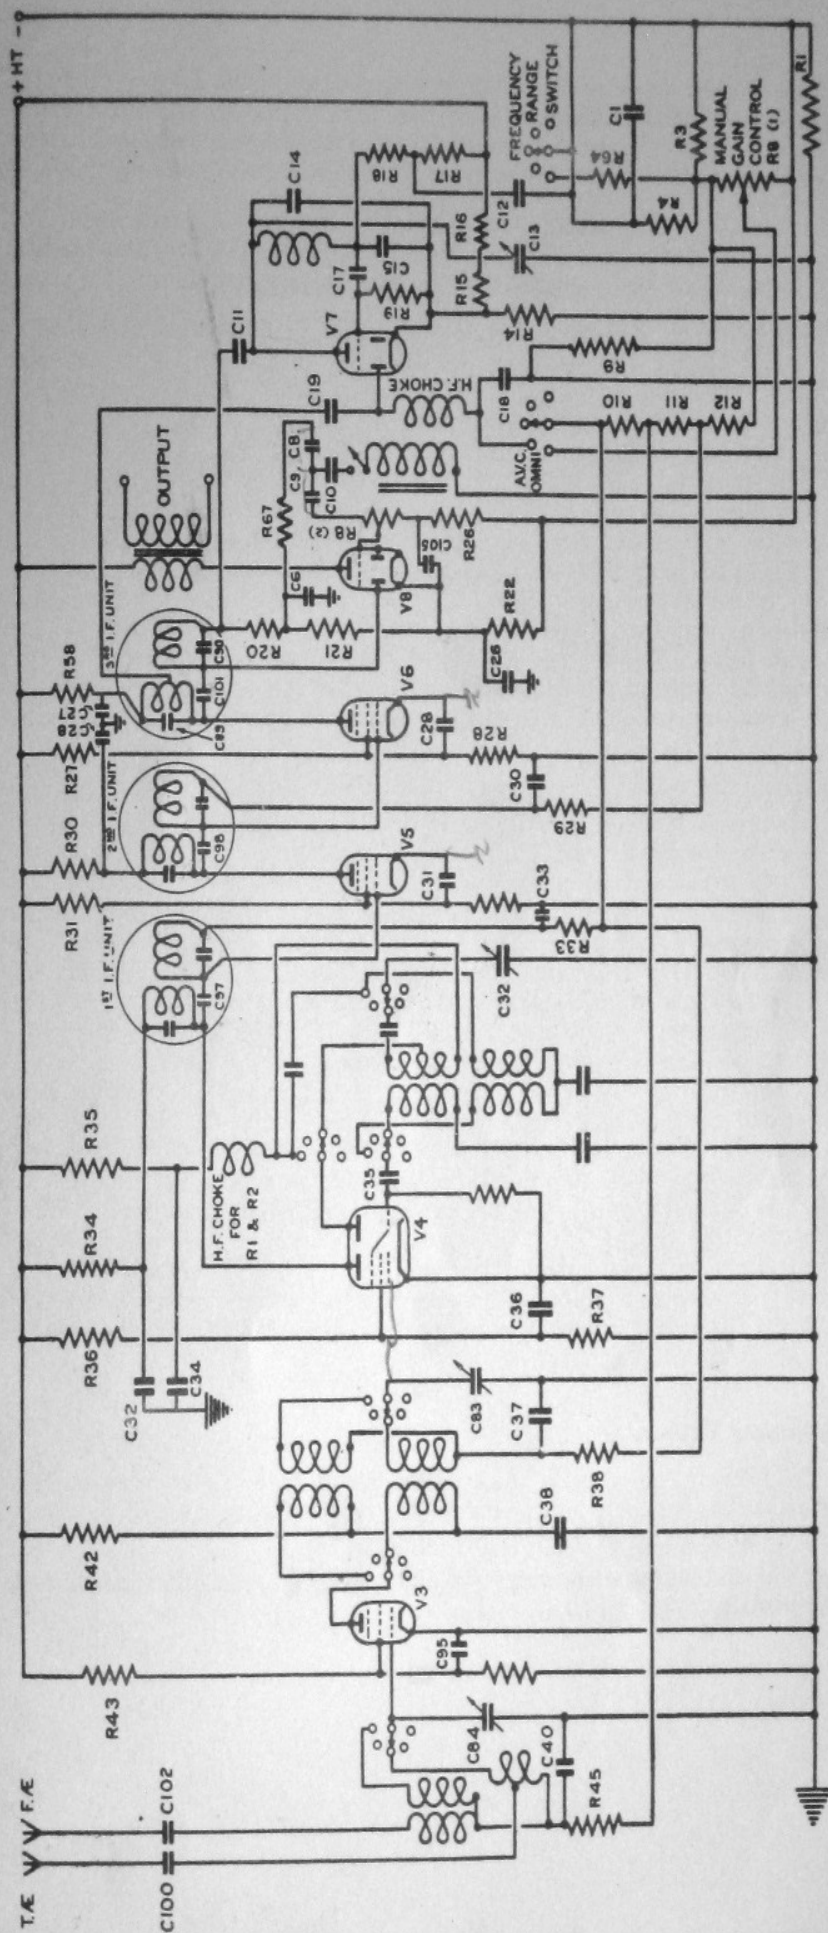 + HT -
T.Æ
F.Æ
C100
C102
R43
R42
R36
R34
R35
R31
R30
R27
R58
C28
C27
1ST I.F. UNIT
2ND I.F. UNIT
3RD I.F. UNIT
C97
C98
C89
C101
C90
OUTPUT
C32
C34
H.F. CHOKE
FOR
R1 & R2
C11
C14
C19
R67
C6
R20
R21
C9
C8
C10
R8 (2)
C105
R26
V8
R22
C26
V7
C17
C15
R19
R18
R17
R16
R15
R14
C12
C13
H.F. CHOKE
C18
A.V.C.
OMNI
R9
R10
R11
R12
FREQUENCY
RANGE
SWITCH
R64
C1
R3
R4
MANUAL
GAIN
CONTROL
R8 (1)
R1
V6
C28
R28
C30
R29
V5
C31
C33
R33
C32
V4
C35
C36
R37
C83
C37
R38
C38
V3
C95
C84
C40
R45